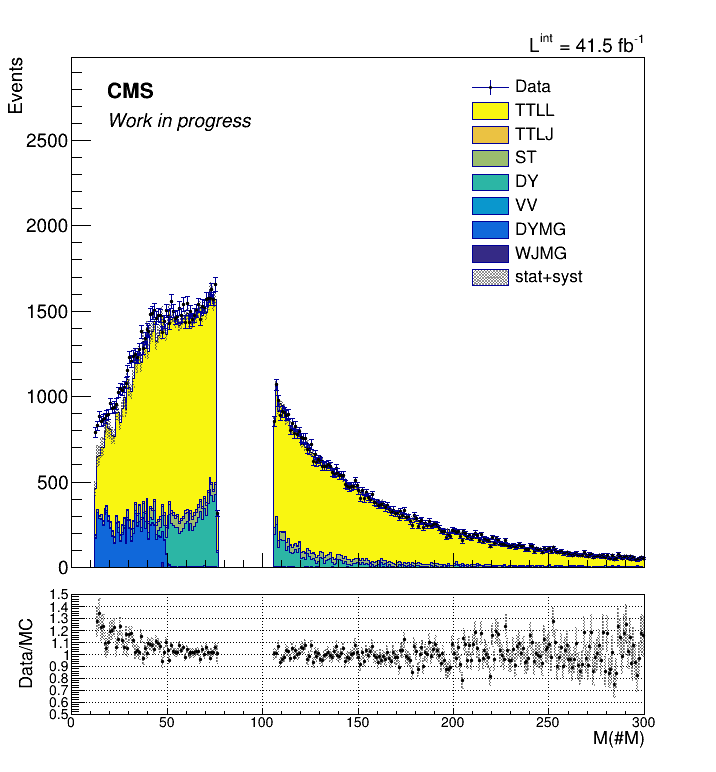 L^int = 41.5 fb^-1
Events
CMS
Work in progress
Data
TTLL
TTLJ
ST
DY
VV
DYMG
WJMG
stat+syst
2500
2000
1500
1000
500
0
Data/MC
1.5
1.4
1.3
1.2
1.1
1
0.9
0.8
0.7
0.6
0.5
0 50 100 150 200 250 300
M(#M)